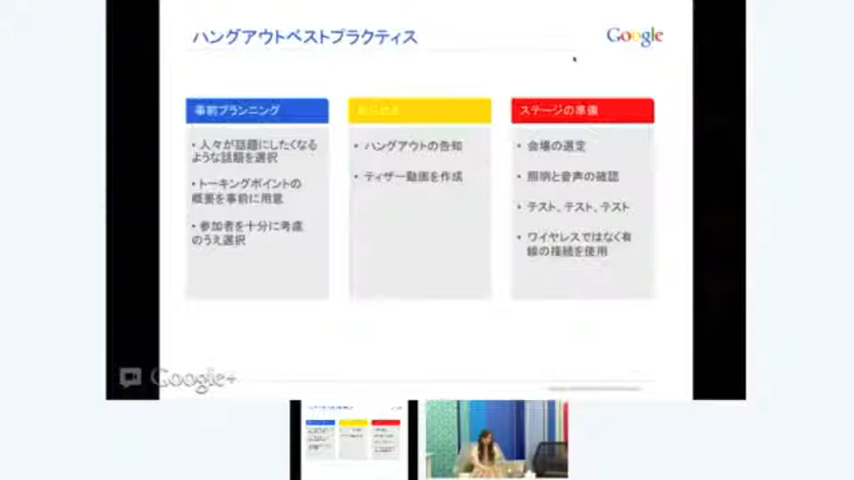 ハングアウトベストプラクティス
Google
事前プランニング
・人々が話題にしたくなる
ような話題を選択
・トーキングポイントの
概要を事前に用意
・参加者を十分に考慮
のうえ選択
・ハングアウトの告知
・ティザー動画を作成
ステージの準備
・会場の選定
・照明と音声の確認
・テスト、テスト、テスト
・ワイヤレスではなく有
線の接続を使用
Google+